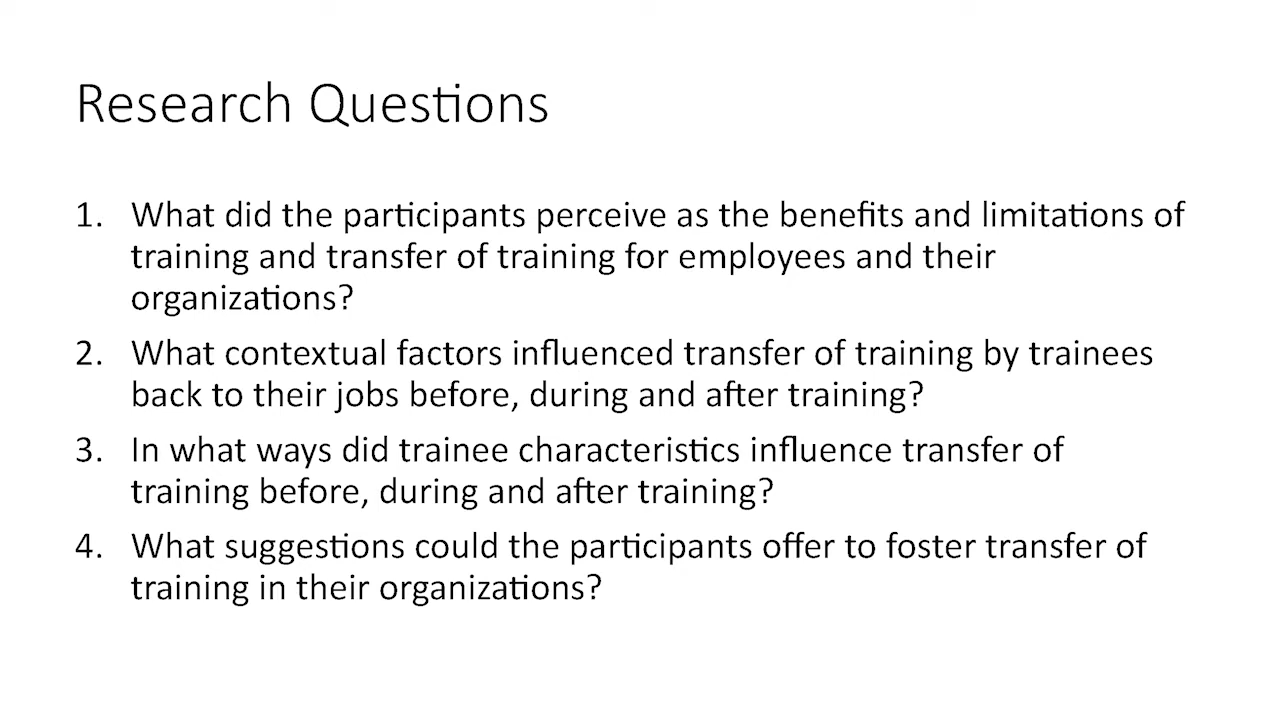 Research Questions
1. What did the participants perceive as the benefits and limitations of
training and transfer of training for employees and their
organizations?
2. What contextual factors influenced transfer of training by trainees
back to their jobs before, during and after training?
3. In what ways did trainee characteristics influence transfer of
training before, during and after training?
4. What suggestions could the participants offer to foster transfer of
training in their organizations?